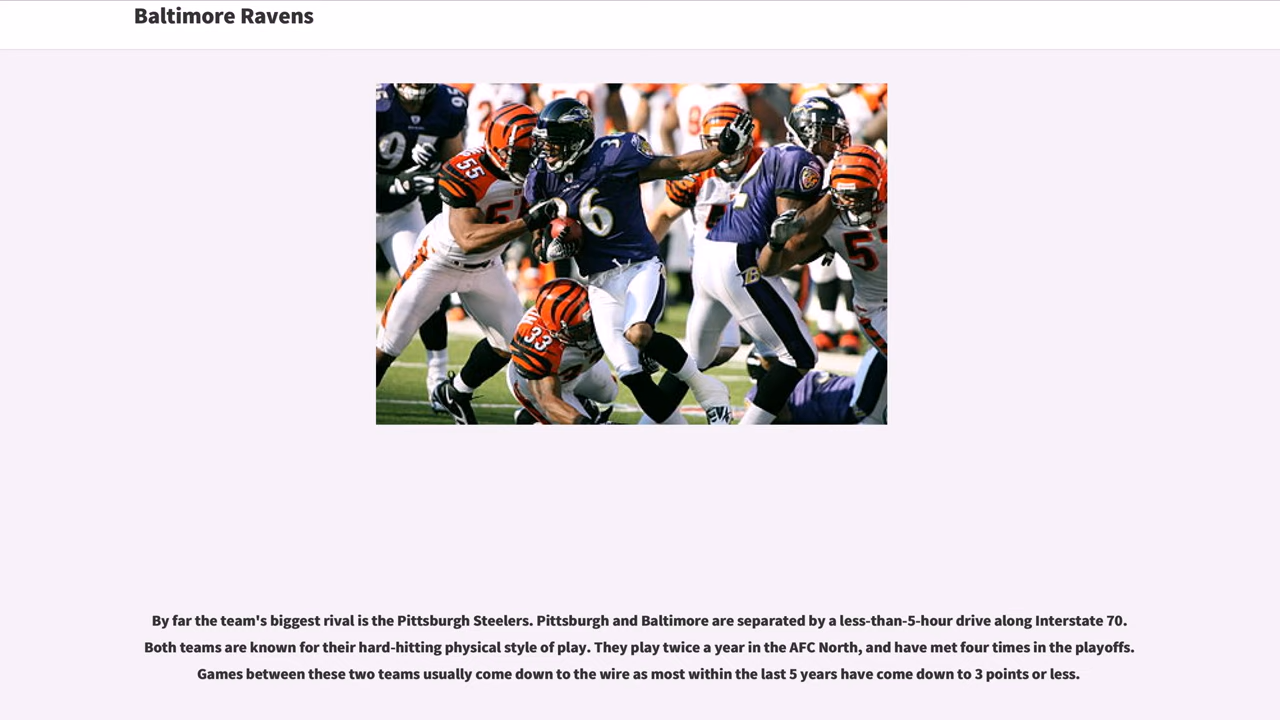 Baltimore Ravens
95
55
36
33
By far the team's biggest rival is the Pittsburgh Steelers. Pittsburgh and Baltimore are separated by a less-than-5-hour drive along Interstate 70.
Both teams are known for their hard-hitting physical style of play. They play twice a year in the AFC North, and have met four times in the playoffs.
Games between these two teams usually come down to the wire as most within the last 5 years have come down to 3 points or less.